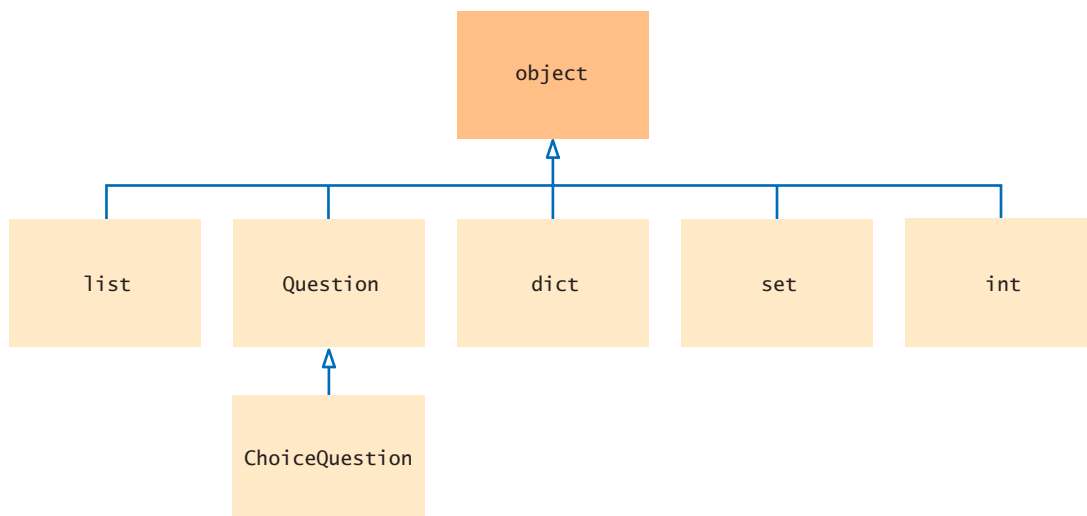 object
list
Question
dict
set
int
ChoiceQuestion